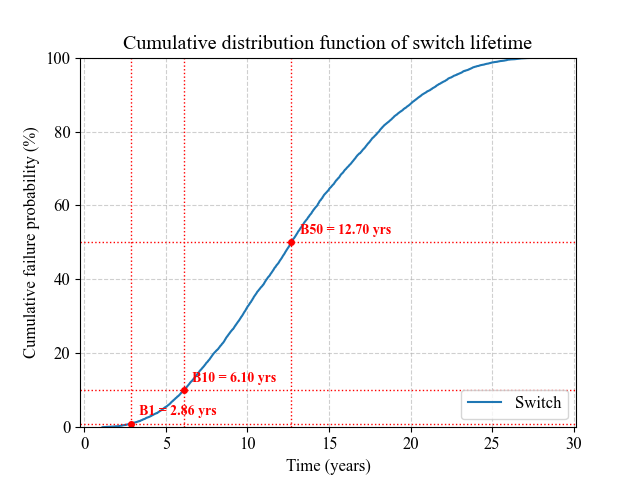 Cumulative distribution function of switch lifetime
Cumulative failure probability (%)
100
80
60
40
20
0
B50 = 12.70 yrs
B10 = 6.10 yrs
B1 = 2.86 yrs
Switch
0 5 10 15 20 25 30
Time (years)